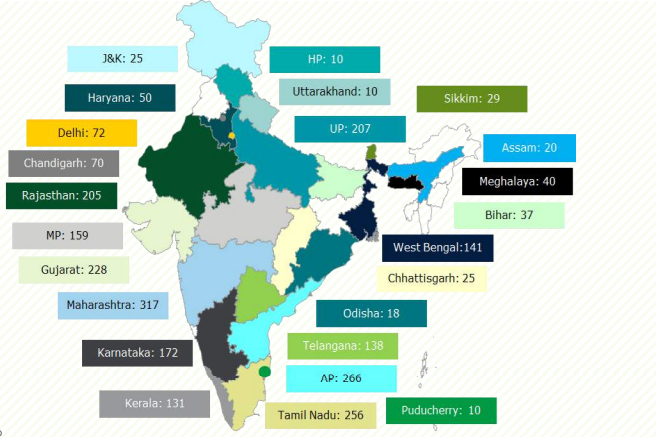 J&K: 25
HP: 10
Haryana: 50
Uttarakhand: 10
Sikkim: 29
Delhi: 72
UP: 207
Assam: 20
Chandigarh: 70
Meghalaya: 40
Rajasthan: 205
Bihar: 37
MP: 159
West Bengal:141
Gujarat: 228
Chhattisgarh: 25
Maharashtra: 317
Odisha: 18
Karnataka: 172
Telangana: 138
AP: 266
Kerala: 131
Tamil Nadu: 256
Puducherry: 10